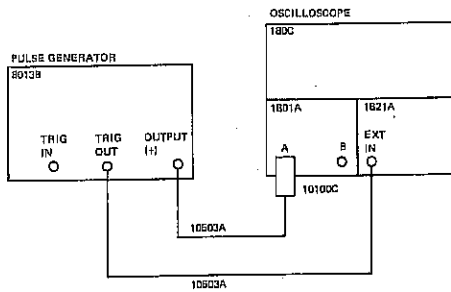 OSCILLOSCOPE
180C
PULSE GENERATOR
8013B
1801A
1821A
TRIG IN
TRIG OUT
OUTPUT (+)
A
B
EXT IN
10100C
10503A
10503A